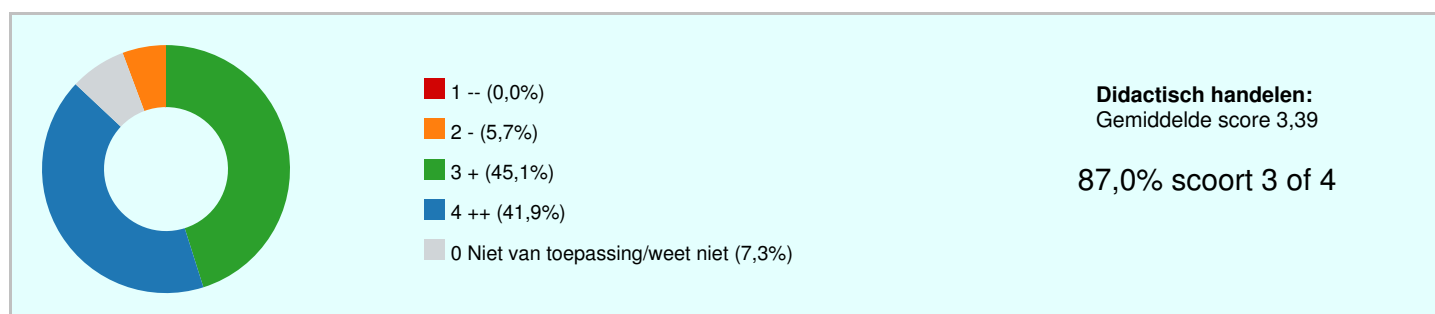 1 -- (0,0%)
2 - (5,7%)
3 + (45,1%)
4 ++ (41,9%)
0 Niet van toepassing/weet niet (7,3%)
Didactisch handelen:
Gemiddelde score 3,39
87,0% scoort 3 of 4